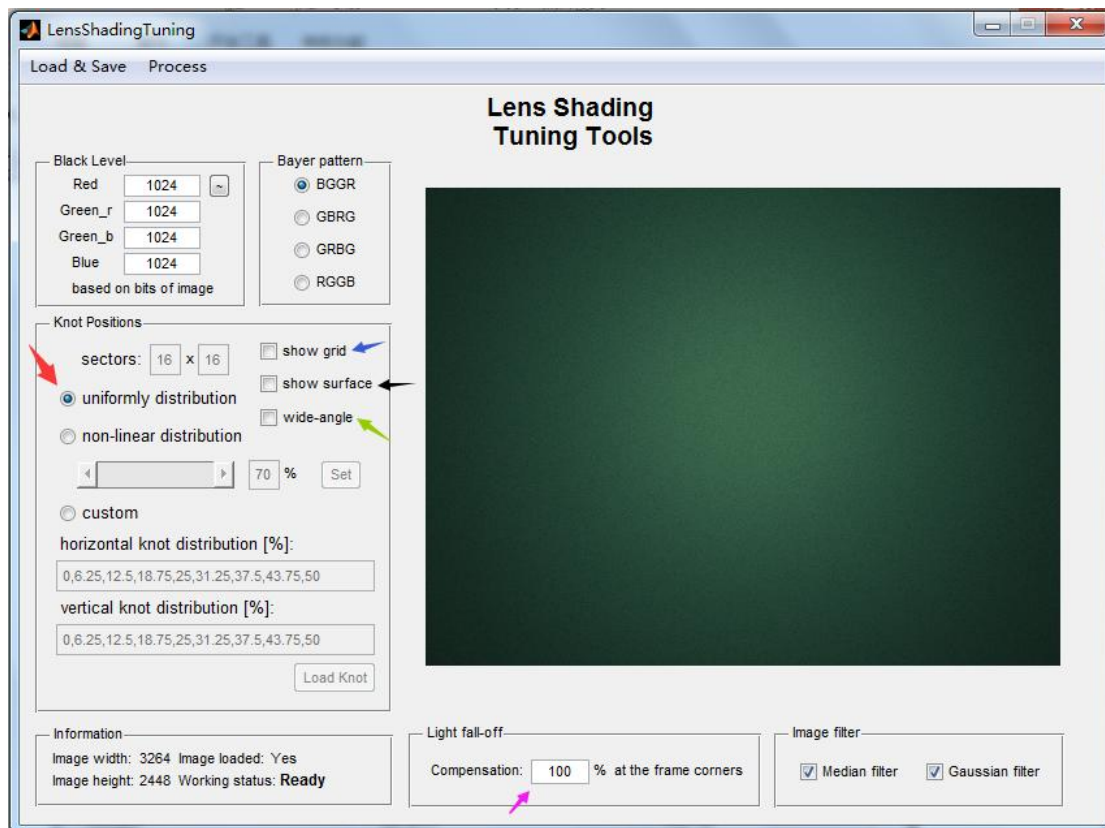 LensShadingTuning
Load & Save Process
Lens Shading
Tuning Tools
Black Level
Red 1024 ~
Green_r 1024
Green_b 1024
Blue 1024
based on bits of image
Bayer pattern
BGGR
GBRG
GRBG
RGGB
Knot Positions
sectors: 16 x 16
show grid
show surface
wide-angle
uniformly distribution
non-linear distribution
70 % Set
custom
horizontal knot distribution [%]:
0,6.25,12.5,18.75,25,31.25,37.5,43.75,50
vertical knot distribution [%]:
0,6.25,12.5,18.75,25,31.25,37.5,43.75,50
Load Knot
Information
Image width: 3264 Image loaded: Yes
Image height: 2448 Working status: Ready
Light fall-off
Compensation: 100 % at the frame corners
Image filter
Median filter Gaussian filter